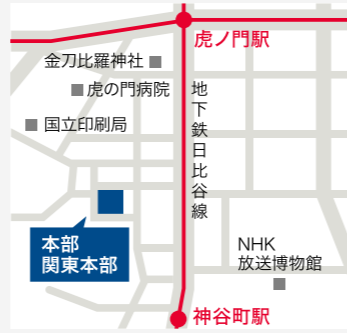 虎ノ門駅
金刀比羅神社
虎の門病院
国立印刷局
地下鉄日比谷線
本部
関東本部
NHK
放送博物館
神谷町駅